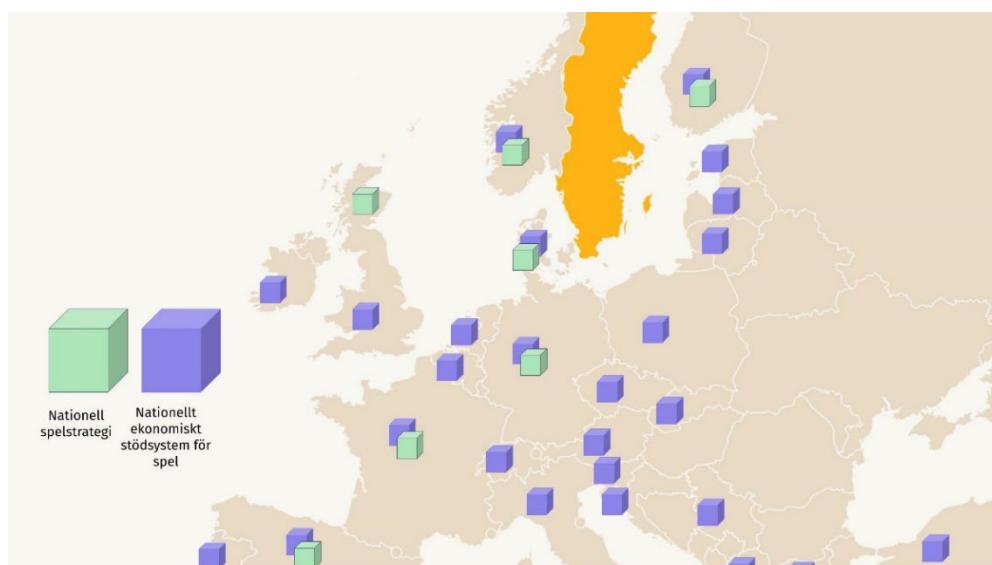 Nationell
spelstrategi
Nationellt
ekonomiskt
stödsystem för
spel